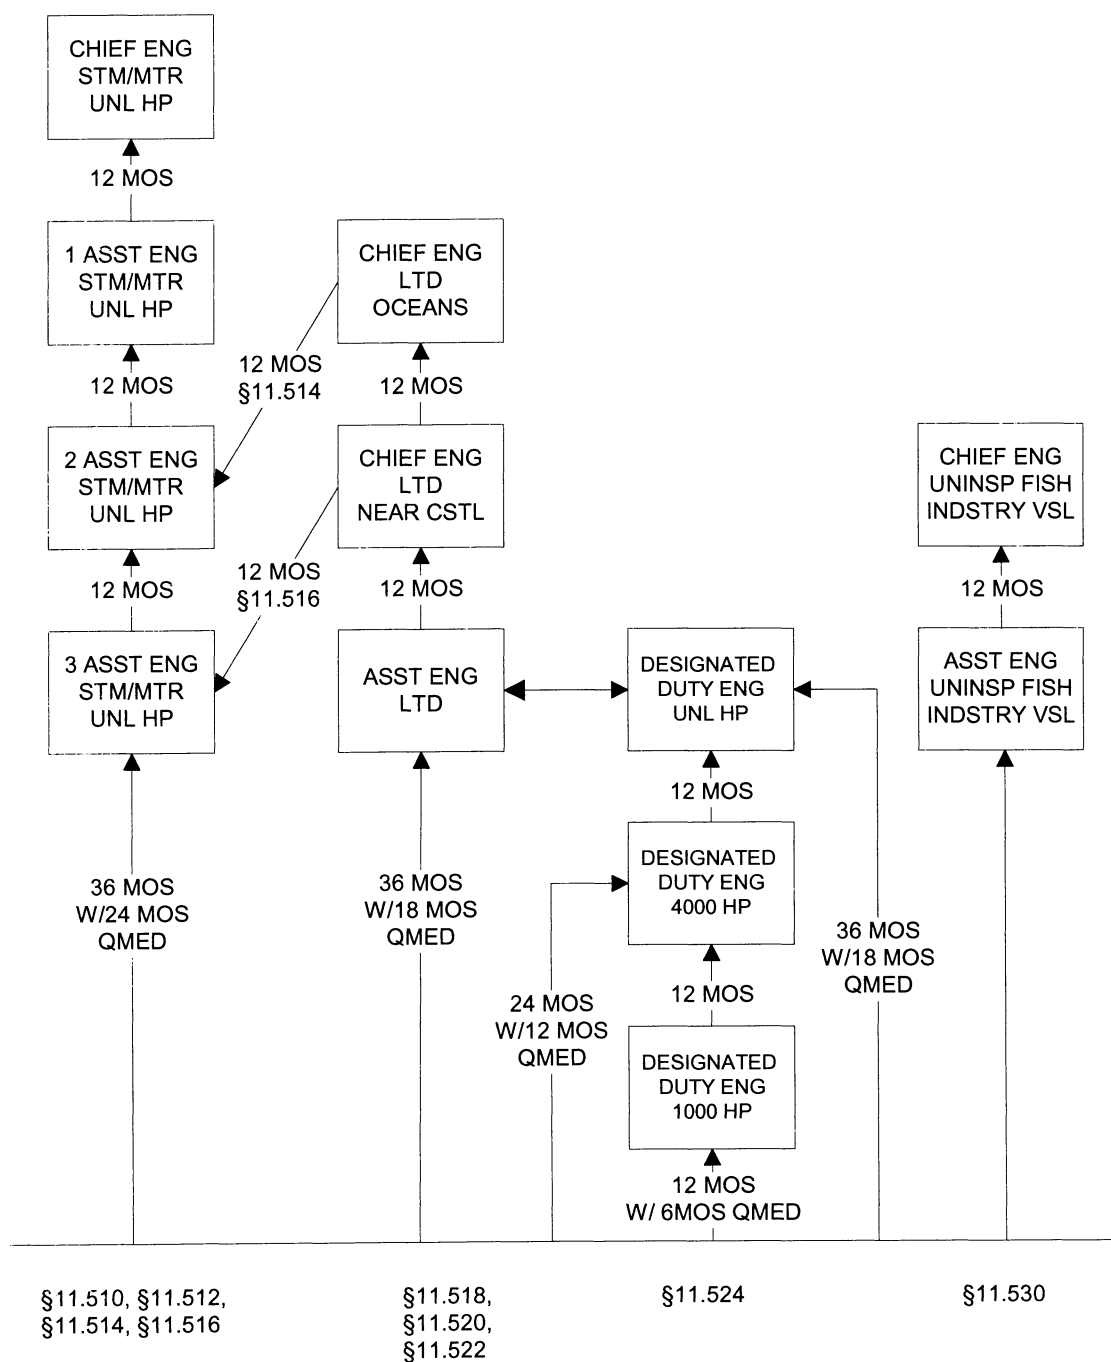 CHIEF ENG
STM/MTR
UNL HP
12 MOS
1 ASST ENG
STM/MTR
UNL HP
CHIEF ENG
LTD
OCEANS
12 MOS
12 MOS
§11.514
12 MOS
2 ASST ENG
STM/MTR
UNL HP
CHIEF ENG
LTD
NEAR CSTL
CHIEF ENG
UNINSP FISH
INDSTRY VSL
12 MOS
12 MOS
§11.516
12 MOS
12 MOS
3 ASST ENG
STM/MTR
UNL HP
ASST ENG
LTD
DESIGNATED
DUTY ENG
UNL HP
ASST ENG
UNINSP FISH
INDSTRY VSL
12 MOS
36 MOS
W/24 MOS
QMED
36 MOS
W/18 MOS
QMED
DESIGNATED
DUTY ENG
4000 HP
36 MOS
W/18 MOS
QMED
24 MOS
W/12 MOS
QMED
12 MOS
DESIGNATED
DUTY ENG
1000 HP
12 MOS
W/ 6MOS QMED
§11.510, §11.512,
§11.514, §11.516
§11.518,
§11.520,
§11.522
§11.524
§11.530